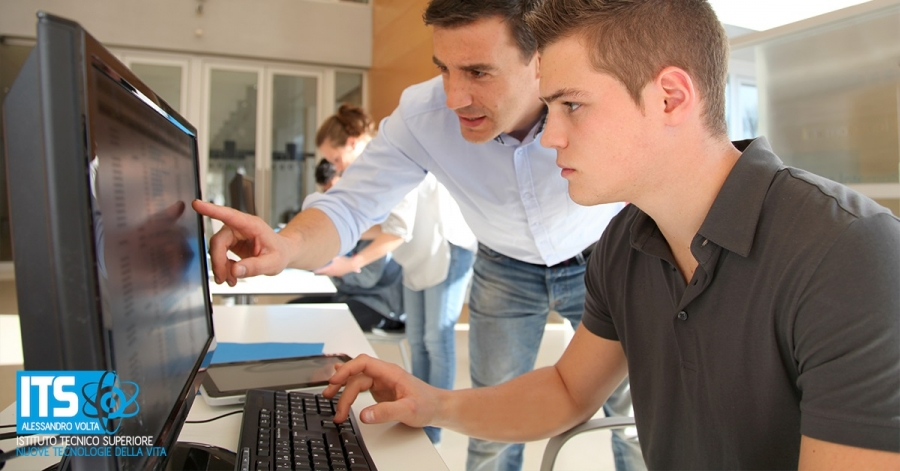 ITS
ALESSANDRO VOLTA
ISTITUTO TECNICO SUPERIORE
NUOVE TECNOLOGIE DELLA VITA